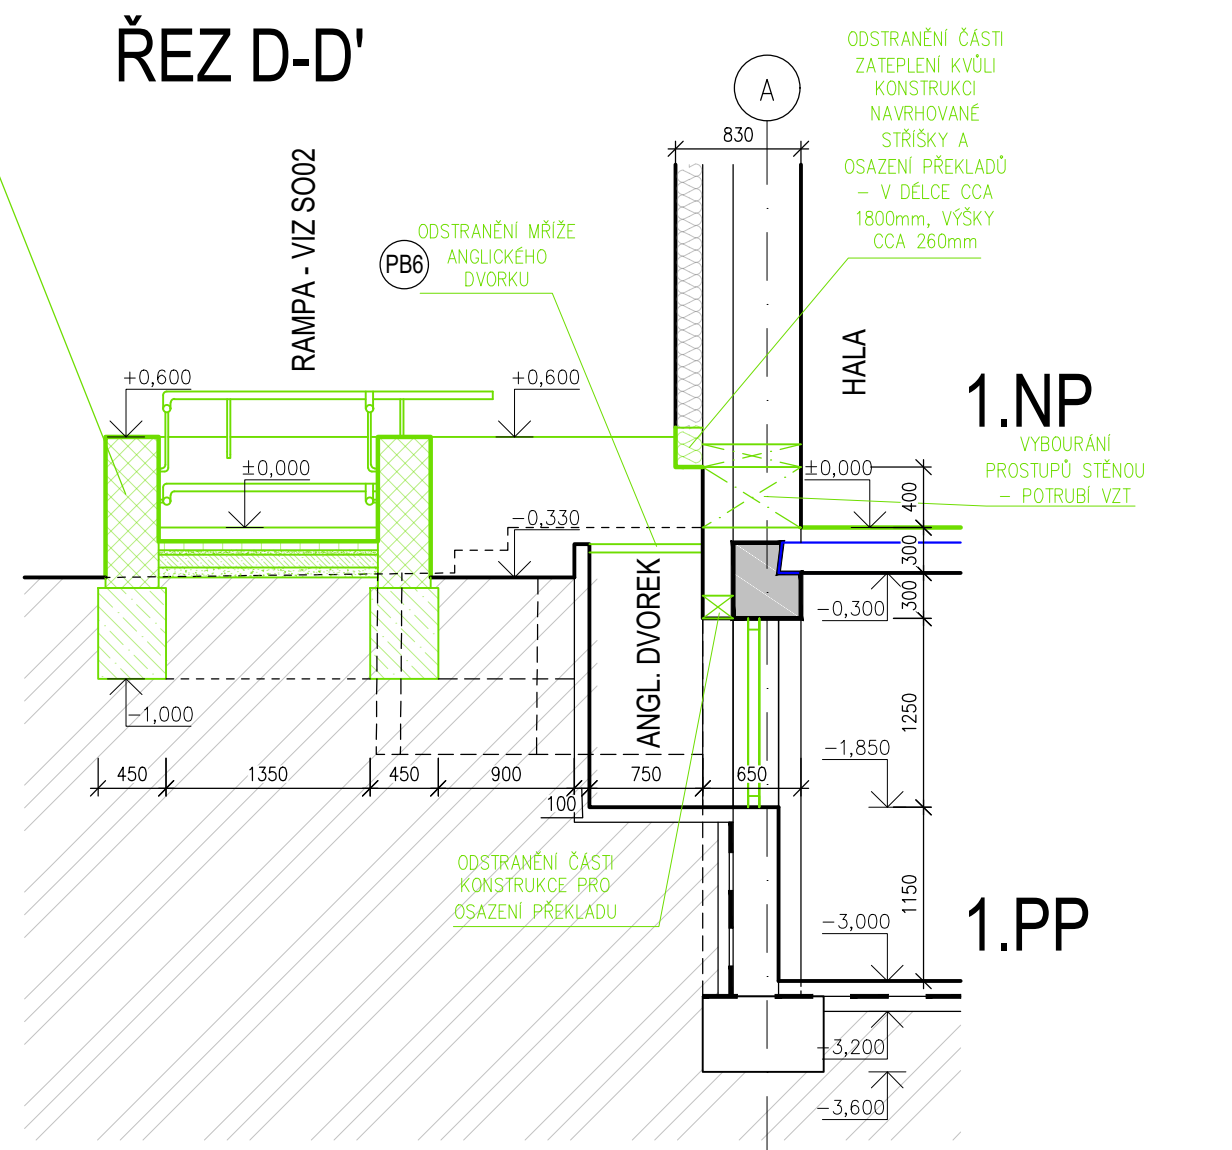 ŘEZ D-D'
A
830
ODSTRANĚNÍ ČÁSTI
ZATEPLENÍ KVŮLI
KONSTRUKCI
NAVRHOVANÉ
STŘÍŠKY A
OSAZENÍ PŘEKLADŮ
– V DÉLCE CCA
1800mm, VÝŠKY
CCA 260mm
RAMPA - VIZ SO02
PB6
ODSTRANĚNÍ MŘÍŽE
ANGLICKÉHO
DVORKU
HALA
1.NP
+0,600
+0,600
VYBOURÁNÍ
PROSTUPŮ STĚNOU
– POTRUBÍ VZT
±0,000
±0,000
400
−0,330
300
300
−0,300
ANGL. DVOREK
−1,000
1250
−1,850
450
1350
450
900
100
750
650
ODSTRANĚNÍ ČÁSTI
KONSTRUKCE PRO
OSAZENÍ PŘEKLADU
1150
−3,000
1.PP
−3,200
−3,600